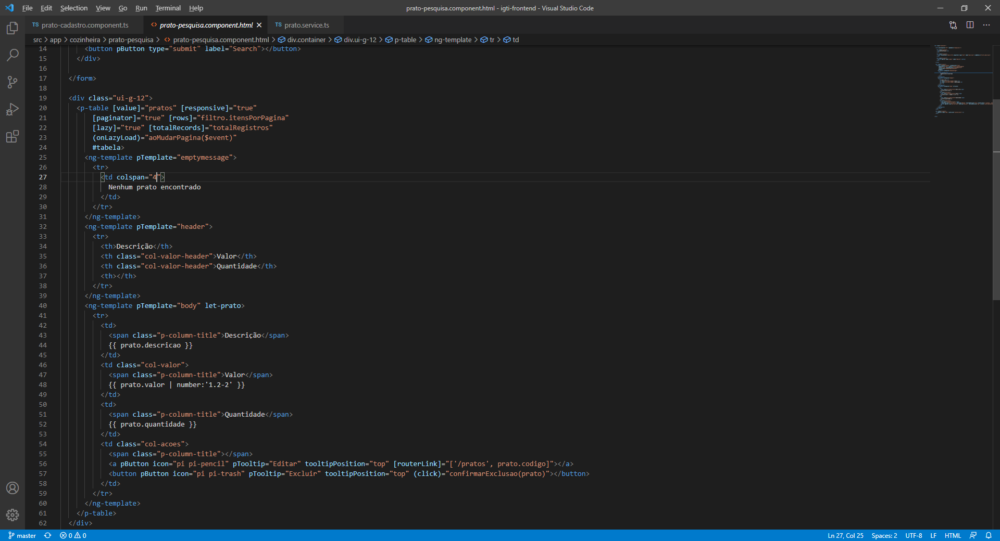 File Edit Selection View Go Run Terminal Help
prato-pesquisa.component.html - igti-frontend - Visual Studio Code
TS prato-cadastro.component.ts
<> prato-pesquisa.component.html
TS prato.service.ts
src > app > cozinheira > prato-pesquisa > <> prato-pesquisa.component.html > div.container > div.ui-g-12 > p-table > ng-template > tr > td
14 <button pButton type="submit" label="Search"></button>
15 </div>
16
17 </form>
18
19 <div class="ui-g-12">
20 <p-table [value]="pratos" [responsive]="true"
21 [paginator]="true" [rows]="filtro.itensPorPagina"
22 [lazy]="true" [totalRecords]="totalRegistros"
23 (onLazyLoad)="aoMudarPagina($event)"
24 #tabela>
25 <ng-template pTemplate="emptymessage">
26 <tr>
27 <td colspan="4">
28 Nenhum prato encontrado
29 </td>
30 </tr>
31 </ng-template>
32 <ng-template pTemplate="header">
33 <tr>
34 <th>Descrição</th>
35 <th class="col-valor-header">Valor</th>
36 <th class="col-valor-header">Quantidade</th>
37 <th></th>
38 </tr>
39 </ng-template>
40 <ng-template pTemplate="body" let-prato>
41 <tr>
42 <td>
43 <span class="p-column-title">Descrição</span>
44 {{ prato.descricao }}
45 </td>
46 <td class="col-valor">
47 <span class="p-column-title">Valor</span>
48 {{ prato.valor | number:'1.2-2' }}
49 </td>
50 <td>
51 <span class="p-column-title">Quantidade</span>
52 {{ prato.quantidade }}
53 </td>
54 <td class="col-acoes">
55 <span class="p-column-title"></span>
56 <a pButton icon="pi pi-pencil" pTooltip="Editar" tooltipPosition="top" [routerLink]="['/pratos', prato.codigo]"></a>
57 <button pButton icon="pi pi-trash" pTooltip="Excluir" tooltipPosition="top" (click)="confirmarExclusao(prato)"></button>
58 </td>
59 </tr>
60 </ng-template>
61 </p-table>
62 </div>
master 0 0 Ln 27, Col 25 Spaces: 2 UTF-8 LF HTML